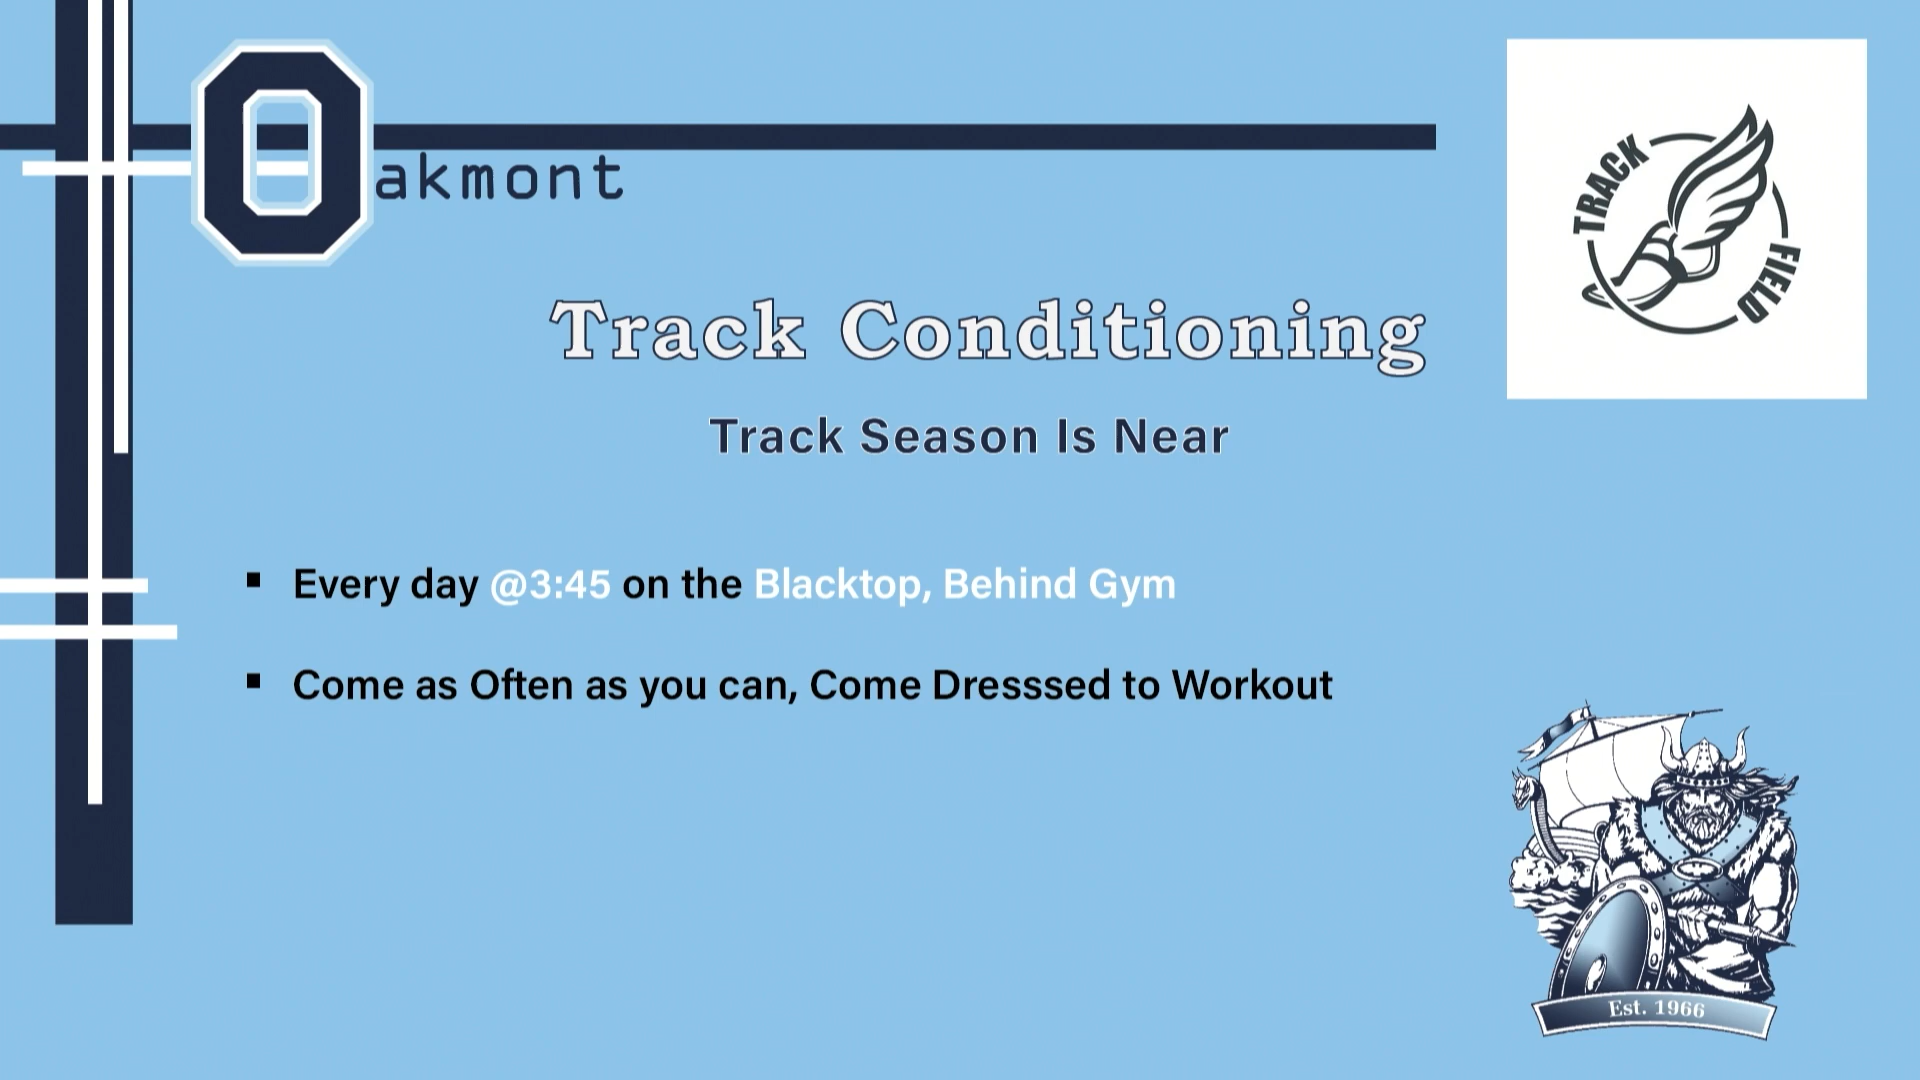 Oakmont
TRACK
FIELD
Track Conditioning
Track Season Is Near
▪ Every day @3:45 on the Blacktop, Behind Gym
▪ Come as Often as you can, Come Dresssed to Workout
Est. 1966